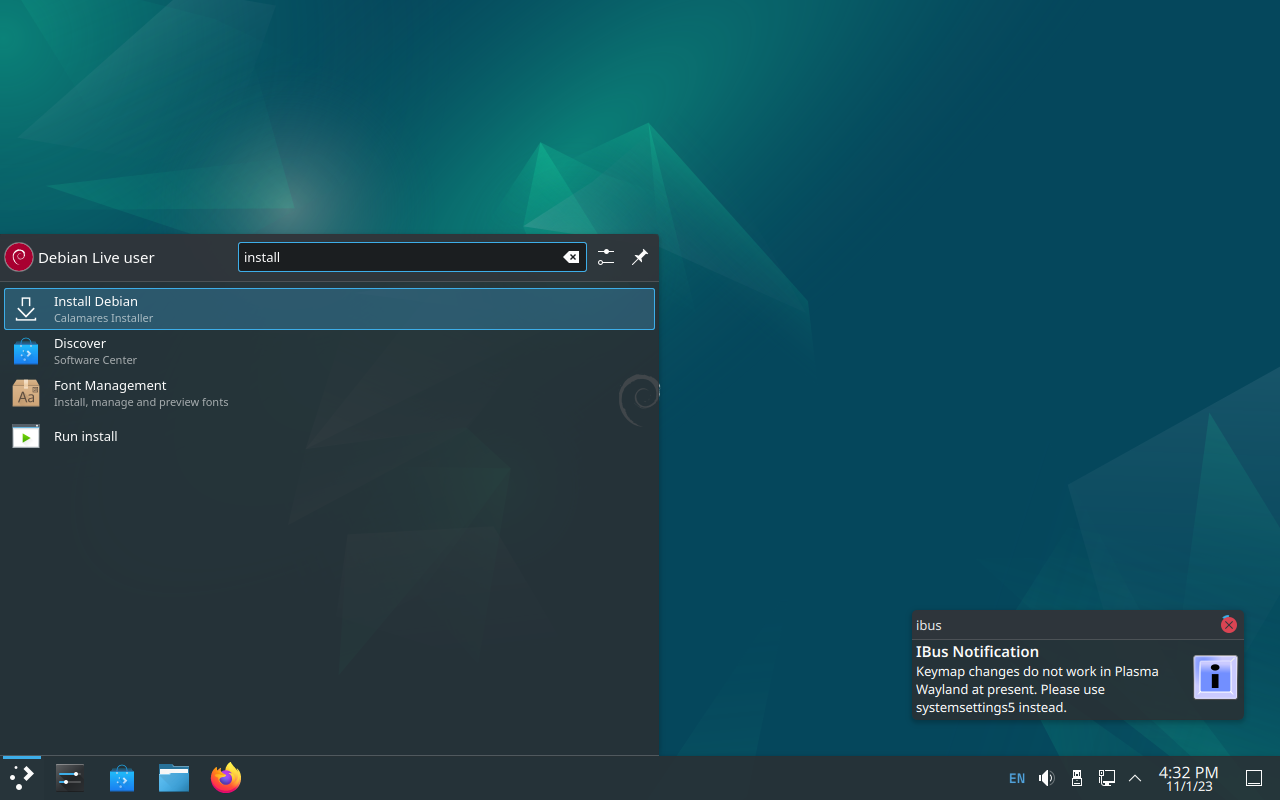 Debian Live user
install
Install Debian
Calamares Installer
Discover
Software Center
Font Management
Install, manage and preview fonts
Aa
Run install
ibus
IBus Notification
Keymap changes do not work in Plasma
Wayland at present. Please use
systemsettings5 instead.
i
EN
4:32 PM
11/1/23